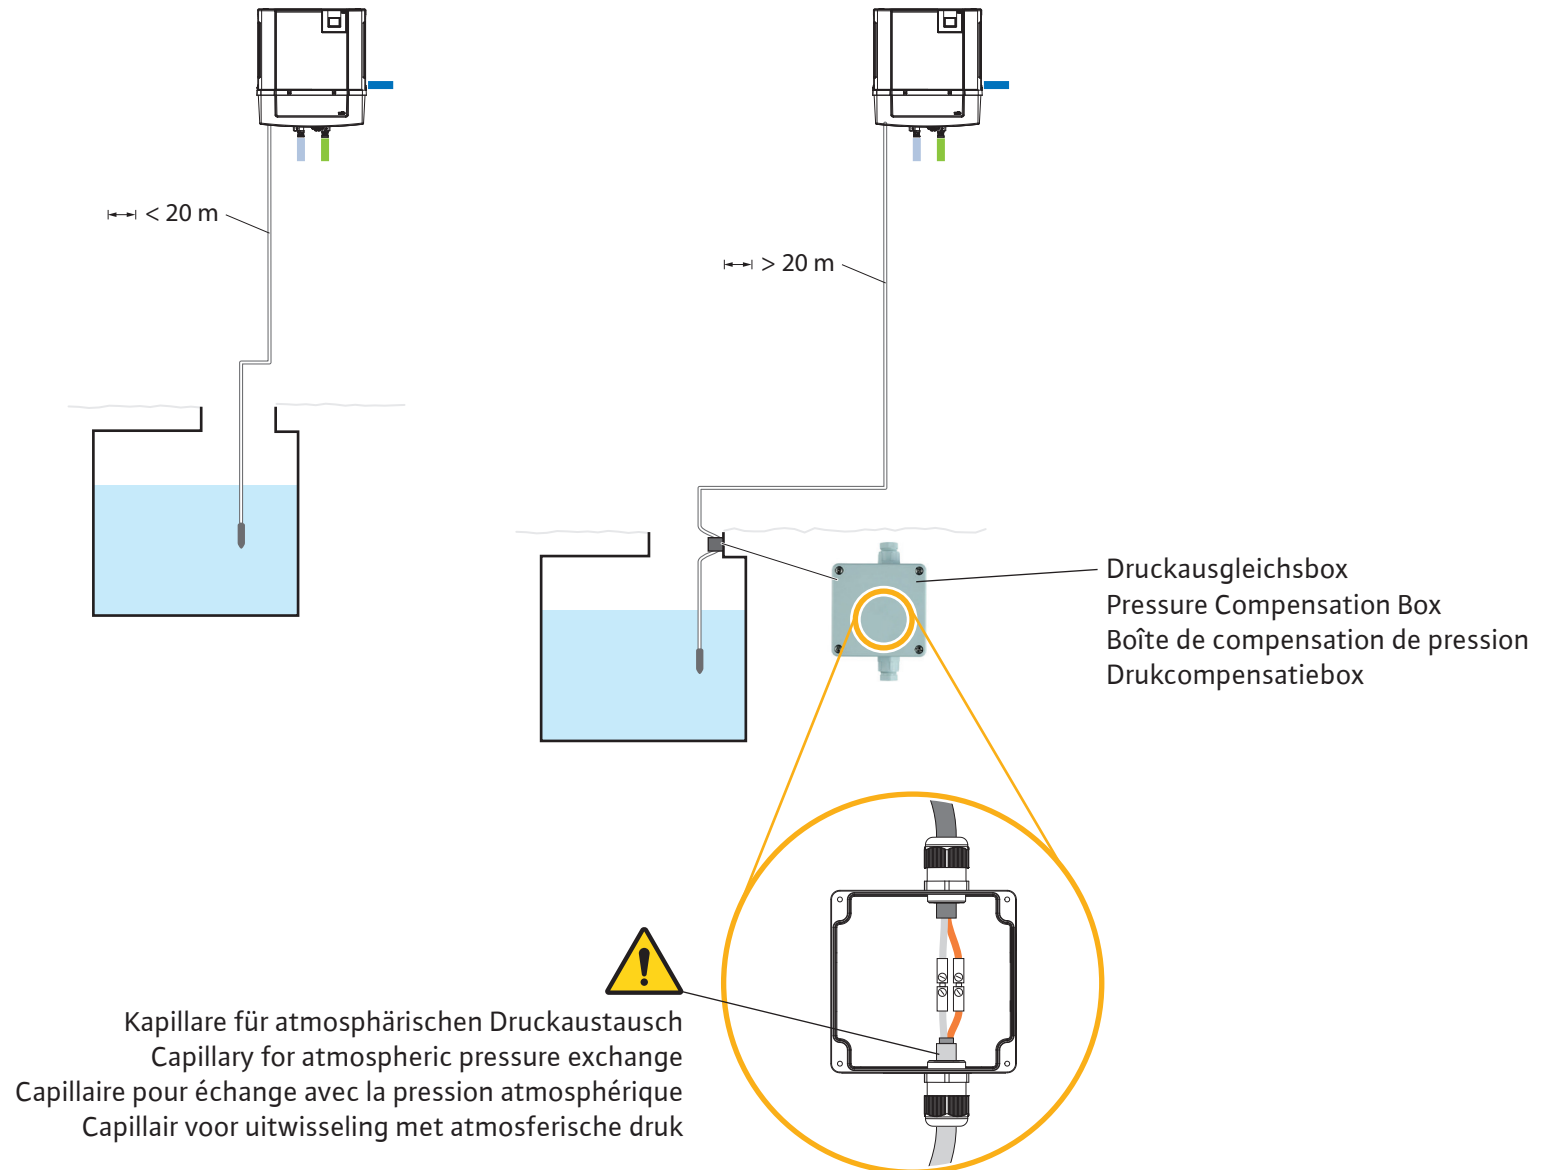 < 20 m
> 20 m
Druckausgleichsbox
Pressure Compensation Box
Boîte de compensation de pression
Drukcompensatiebox
Kapillare für atmosphärischen Druckaustausch
Capillary for atmospheric pressure exchange
Capillaire pour échange avec la pression atmosphérique
Capillair voor uitwisseling met atmosferische druk